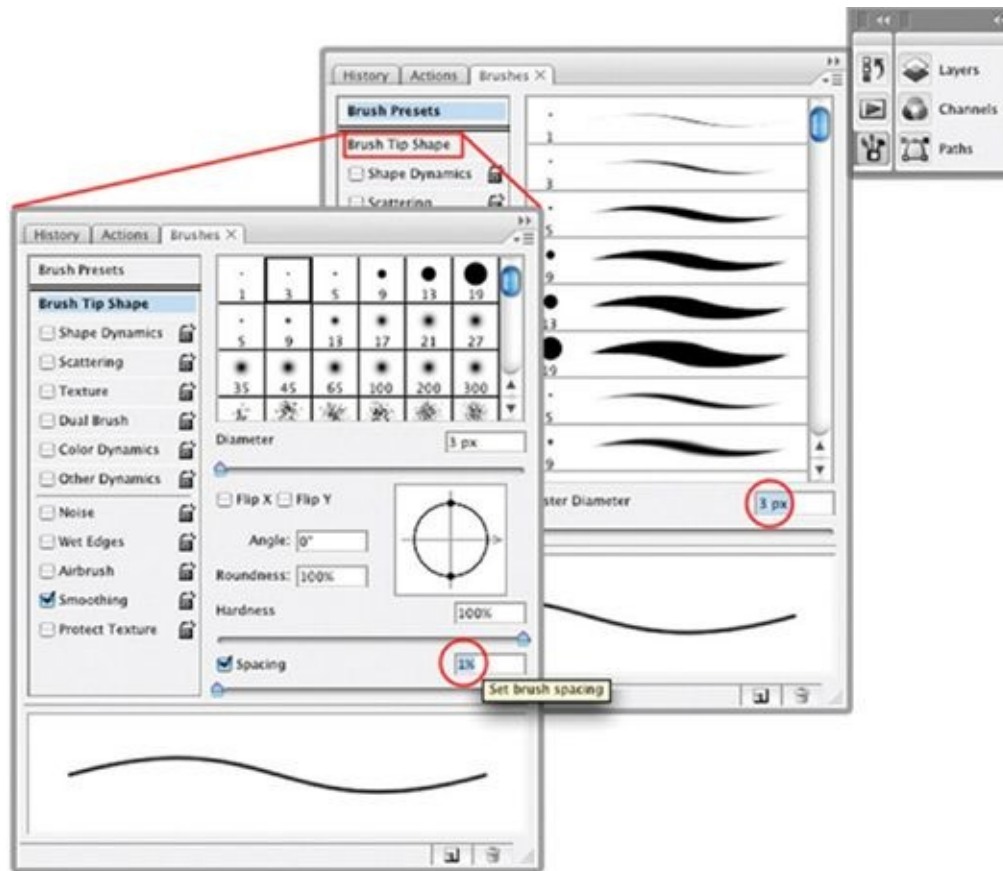 Layers
Channels
Paths
History Actions Brushes ×
Brush Presets
Brush Tip Shape
Shape Dynamics
Scattering
1
3
5
9
13
19
5
9
ster Diameter 3 px
History Actions Brushes ×
Brush Presets
Brush Tip Shape
Shape Dynamics
Scattering
Texture
Dual Brush
Color Dynamics
Other Dynamics
Noise
Wet Edges
Airbrush
Smoothing
Protect Texture
1 3 5 9 13 19
5 9 13 17 21 27
35 45 65 100 200 300
Diameter 3 px
Flip X Flip Y
Angle: 0°
Roundness: 100%
Hardness 100%
Spacing 1%
Set brush spacing